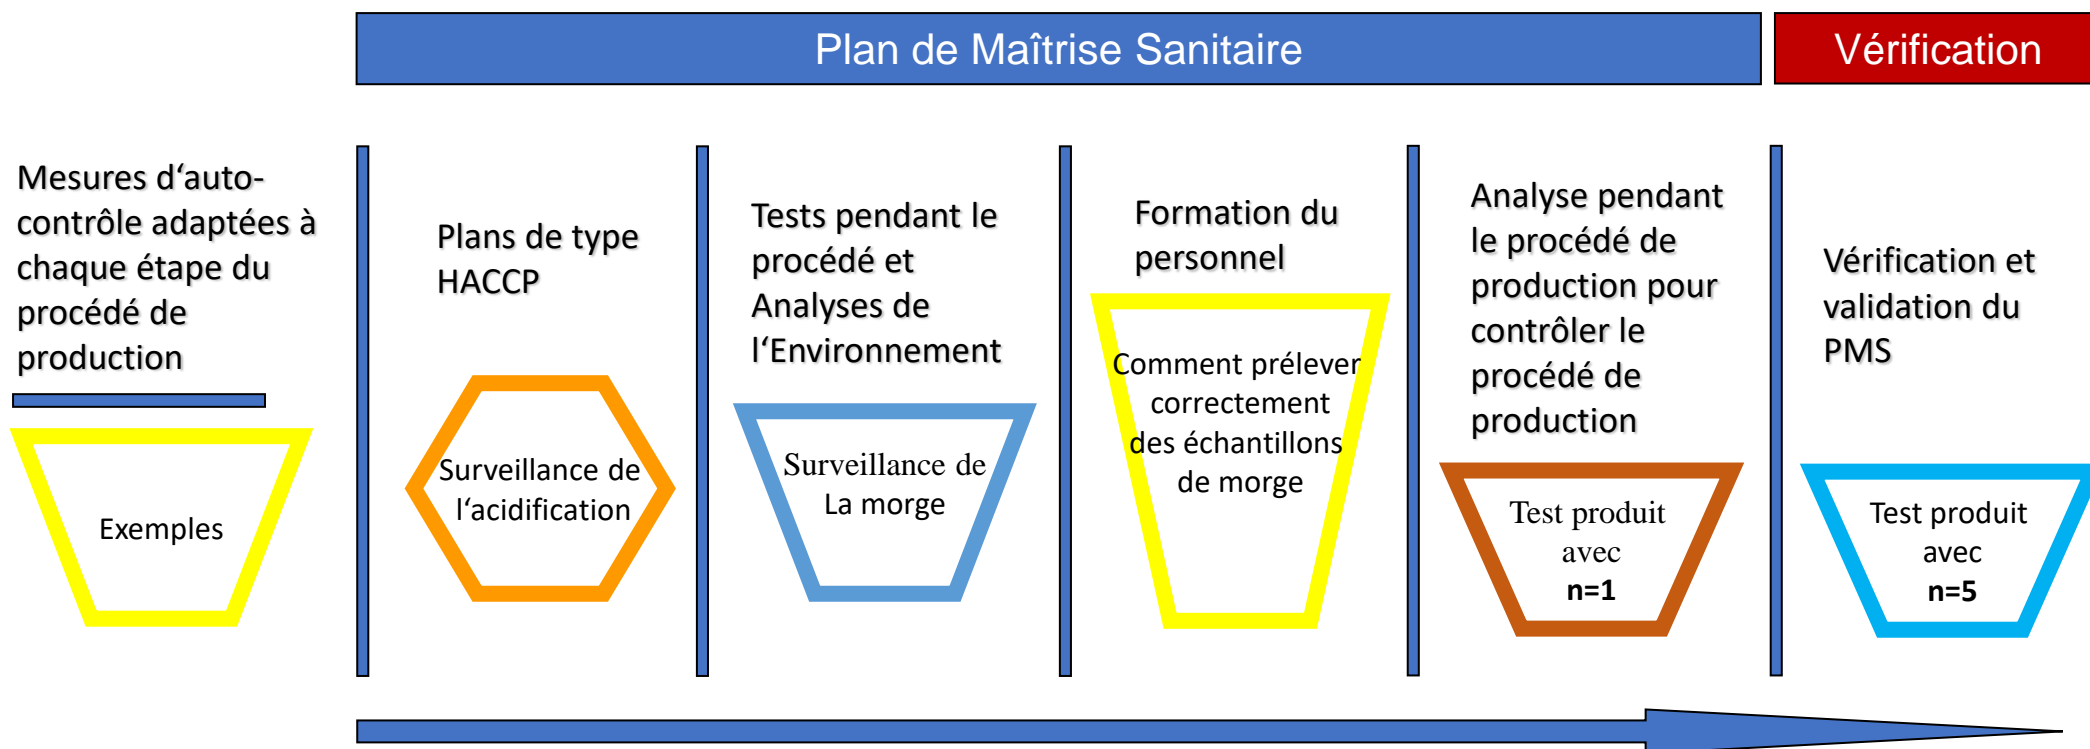 Plan de Maîtrise Sanitaire
Vérification
Mesures d‘auto-
contrôle adaptées à
chaque étape du
procédé de
production
Exemples
Plans de type
HACCP
Surveillance de
l‘acidification
Tests pendant le
procédé et
Analyses de
l‘Environnement
Surveillance de
La morge
Formation du
personnel
Comment prélever
correctement
des échantillons
de morge
Analyse pendant
le procédé de
production pour
contrôler le
procédé de
production
Test produit
avec
n=1
Vérification et
validation du
PMS
Test produit
avec
n=5